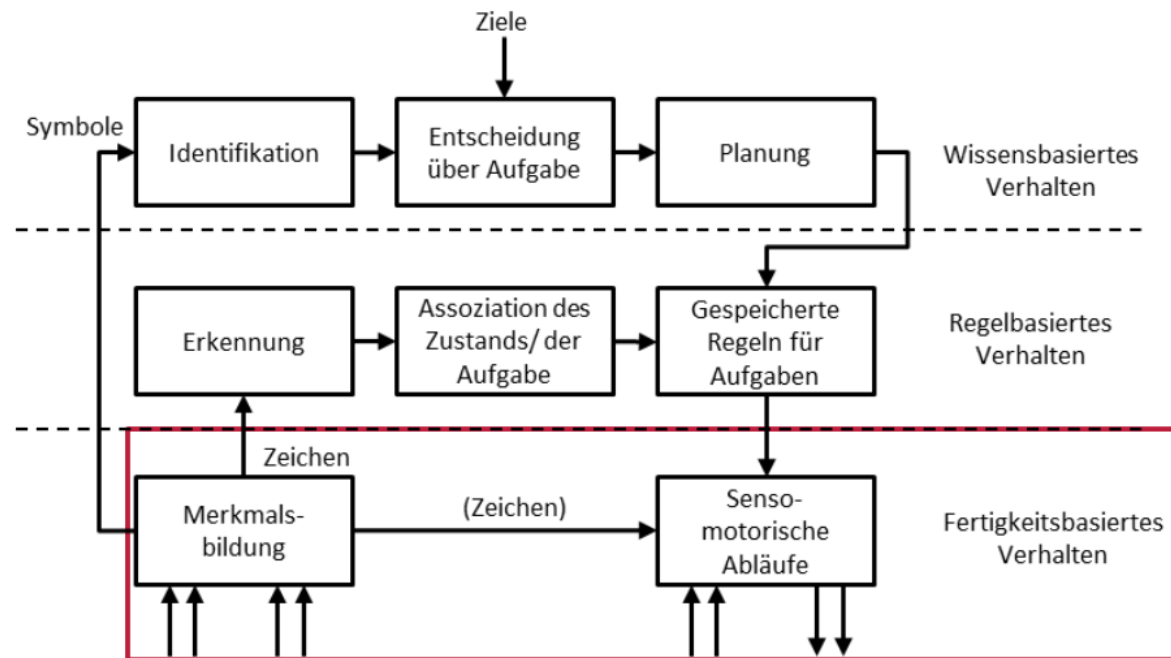 Ziele
Symbole
Identifikation
Entscheidung
über Aufgabe
Planung
Wissensbasiertes
Verhalten
Erkennung
Assoziation des
Zustands/ der
Aufgabe
Gespeicherte
Regeln für
Aufgaben
Regelbasiertes
Verhalten
Zeichen
Merkmals-
bildung
(Zeichen)
Senso-
motorische
Abläufe
Fertigkeitsbasiertes
Verhalten